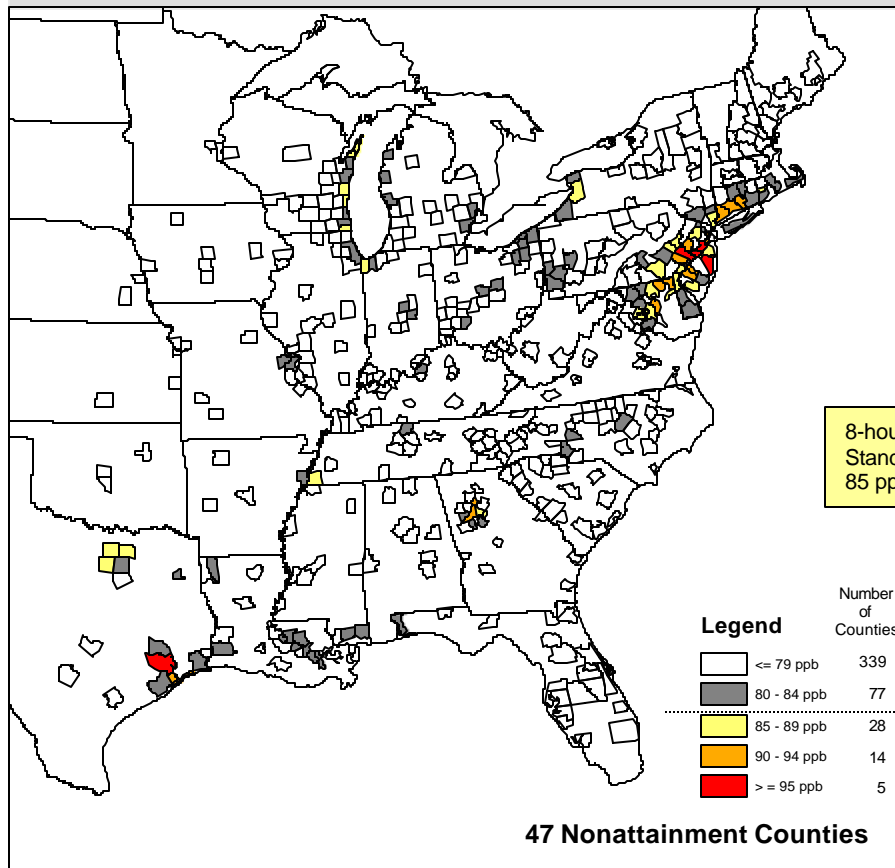 8-hou
Stand
85 pp
Number
of
Counties
Legend
<= 79 ppb 339
80 - 84 ppb 77
85 - 89 ppb 28
90 - 94 ppb 14
> = 95 ppb 5
47 Nonattainment Counties